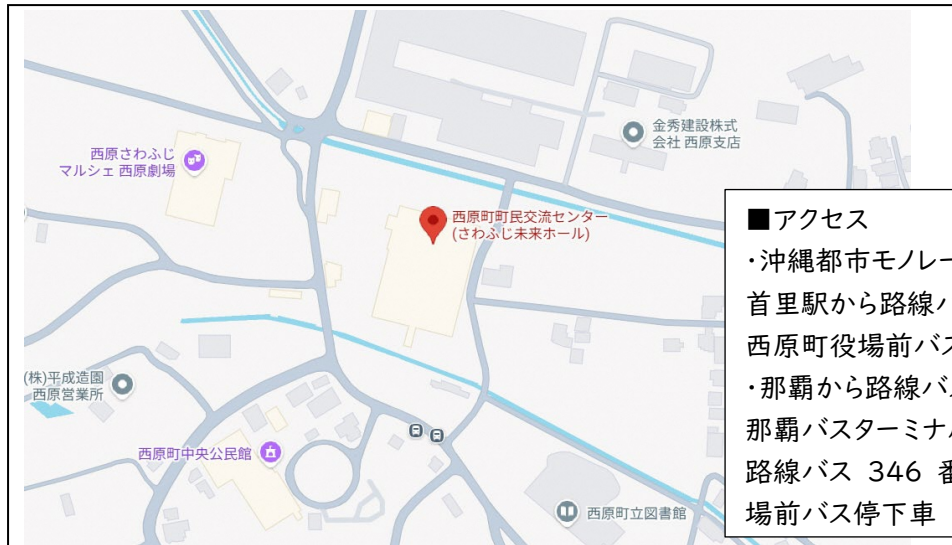 金秀建設株式
会社 西原支店
西原さわふじ
マルシェ 西原劇場
西原町町民交流センター
(さわふじ未来ホール)
(株)平成造園
西原営業所
西原町中央公民館
西原町立図書館
■アクセス
・沖縄都市モノレー
首里駅から路線バ
西原町役場前バス
・那覇から路線バス
那覇バスターミナル
路線バス 346 番
場前バス停下車